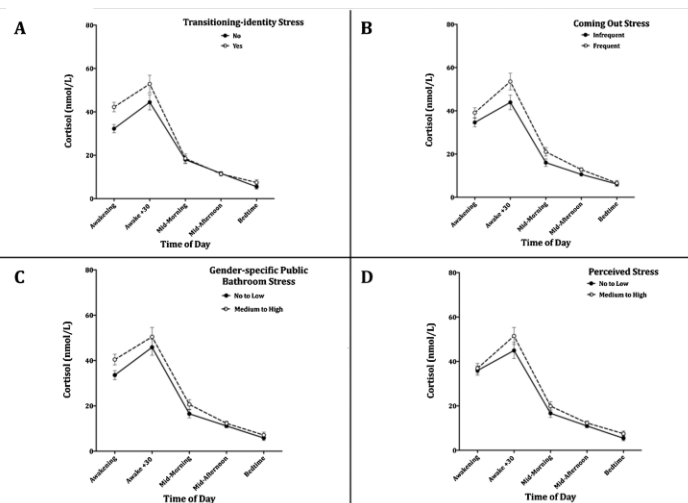 A
Transitioning-identity Stress
No
Yes
80
60
40
20
0
Cortisol (nmol/L)
Awakening
Awake +30
Mid-Morning
Mid-Afternoon
Bedtime
Time of Day
B
Coming Out Stress
Infrequent
Frequent
80
60
40
20
0
Cortisol (nmol/L)
Awakening
Awake +30
Mid-Morning
Mid-Afternoon
Bedtime
Time of Day
C
Gender-specific Public
Bathroom Stress
No to Low
Medium to High
80
60
40
20
0
Cortisol (nmol/L)
Awakening
Awake +30
Mid-Morning
Mid-Afternoon
Bedtime
Time of Day
D
Perceived Stress
No to Low
Medium to High
80
60
40
20
0
Cortisol (nmol/L)
Awakening
Awake +30
Mid-Morning
Mid-Afternoon
Bedtime
Time of Day